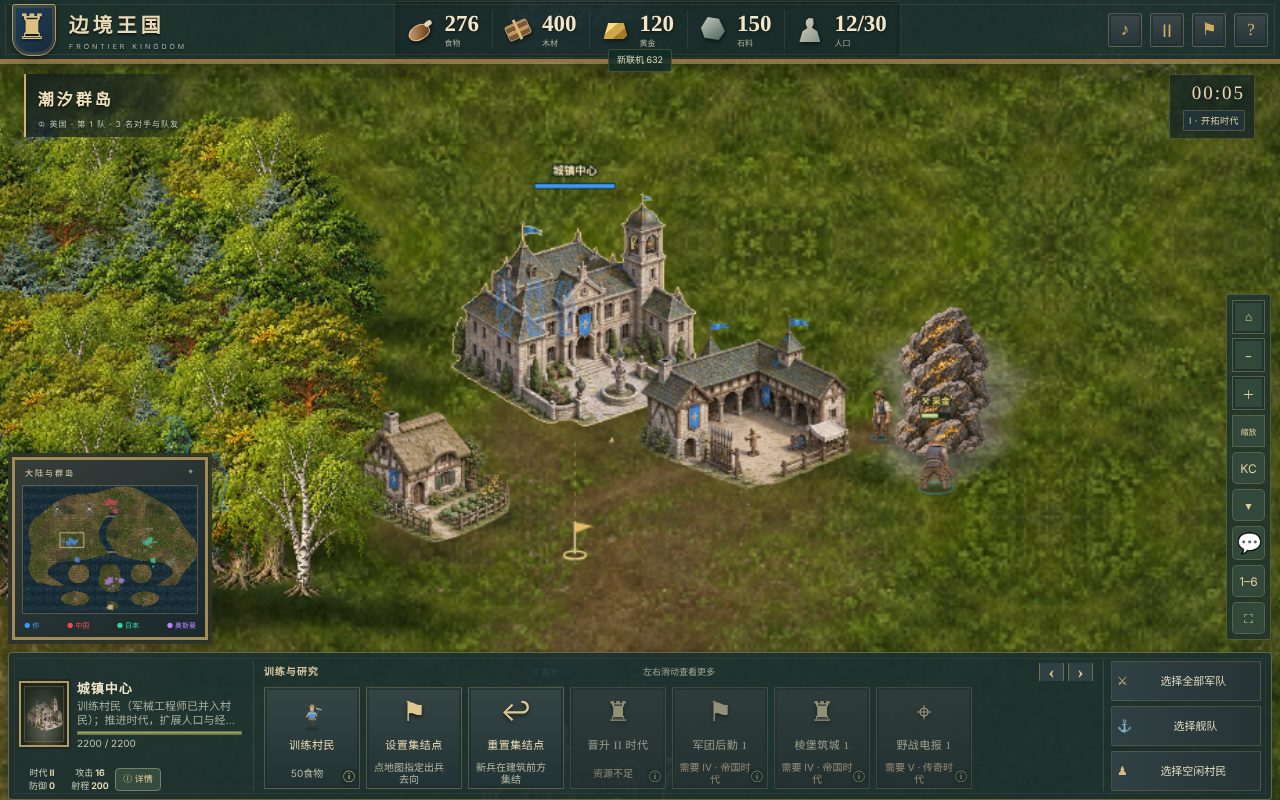 边境王国
FRONTIER KINGDOM
276
食物
400
木材
120
黄金
150
石料
12/30
人口
新联机 632
潮汐群岛
英国 · 第 1 队 · 3 名对手与队友
00:05
I · 开拓时代
城镇中心
缩放
KC
1–6
大陆与群岛
你
中国
日本
奥斯曼
城镇中心
训练村民（军械工程师已并入村
民）；推进时代，扩展人口与经...
2200 / 2200
时代 II
攻击 16
防御 0
射程 200
详情
训练与研究
左右滑动查看更多
训练村民
50食物
设置集结点
点地图指定出兵
去向
重置集结点
新兵在建筑前方
集结
晋升 II 时代
资源不足
军团后勤 1
需要 IV · 帝国时
代
棱堡筑城 1
需要 IV · 帝国时
代
野战电报 1
需要 V · 传奇时
代
选择全部军队
选择舰队
选择空闲村民